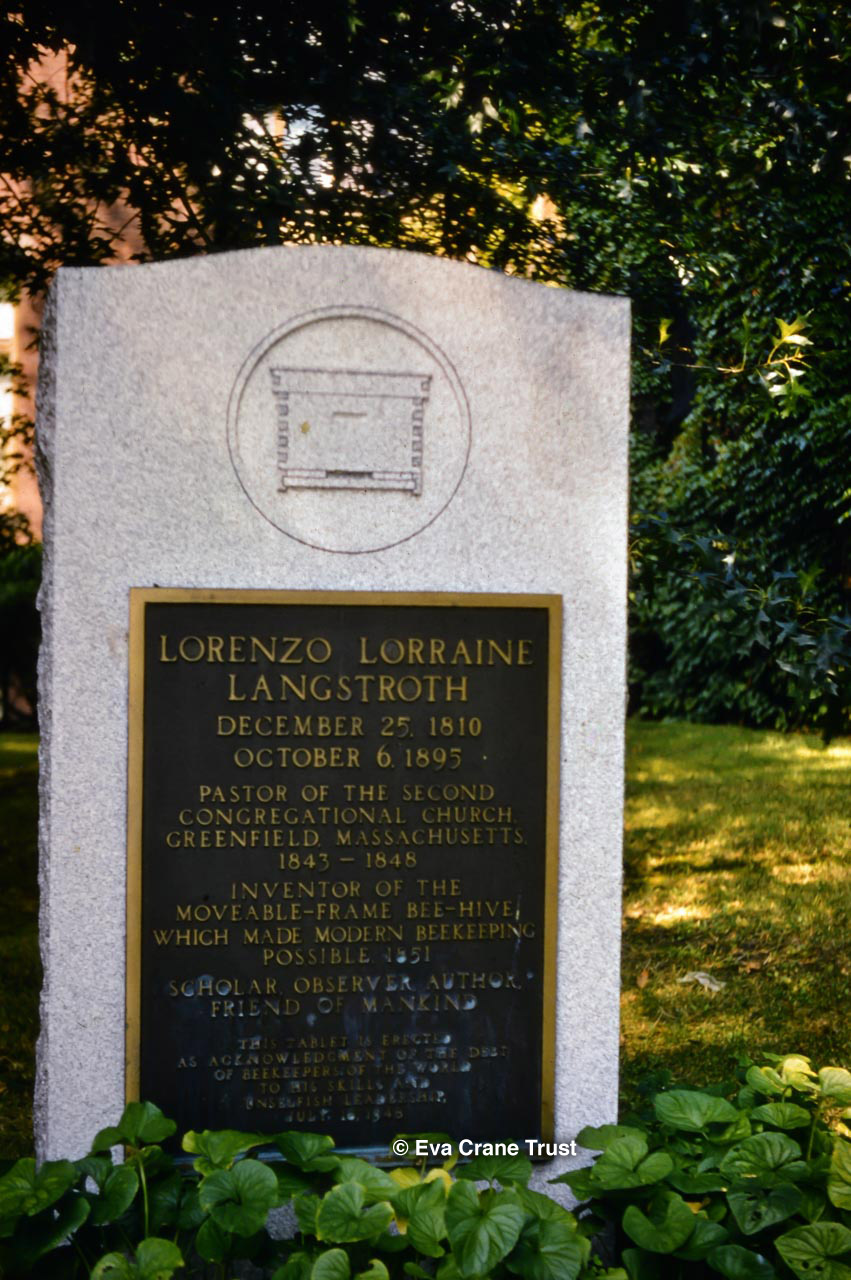 LORENZO LORRAINE
LANGSTROTH
DECEMBER 25, 1810
OCTOBER 6, 1895
PASTOR OF THE SECOND
CONGREGATIONAL CHURCH,
GREENFIELD, MASSACHUSETTS,
1843 – 1848
INVENTOR OF THE
MOVEABLE-FRAME BEE-HIVE,
WHICH MADE MODERN BEEKEEPING
POSSIBLE 1851
SCHOLAR, OBSERVER, AUTHOR,
FRIEND OF MANKIND
THIS TABLET IS ERECTED
AS ACKNOWLEDGMENT OF THE DEBT
OF BEEKEEPERS OF THE WORLD
TO HIS SKILLS AND
UNSELFISH LEADERSHIP,
JULY 1948
© Eva Crane Trust